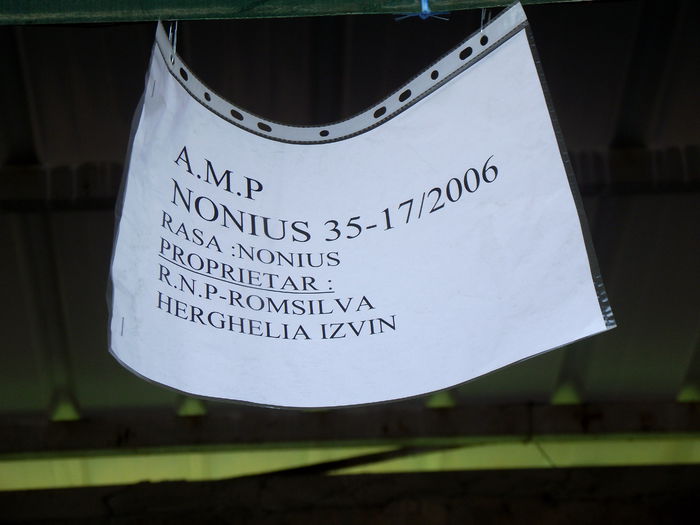 A.M.P
NONIUS 35-17/2006
RASA :NONIUS
PROPRIETAR :
R.N.P-ROMSILVA
HERGHELIA IZVIN